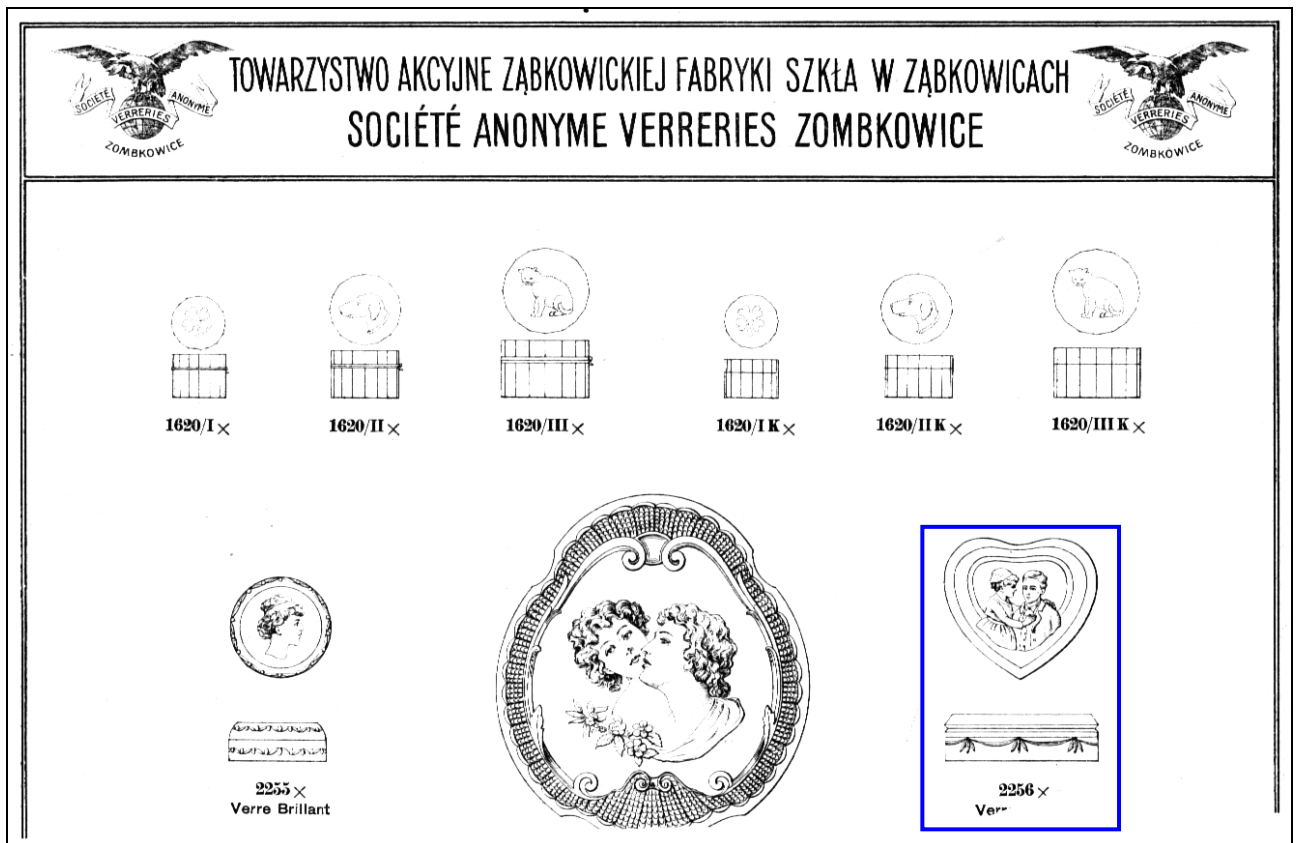 TOWARZYSTWO AKCYJNE ZĄBKOWICKIEJ FABRYKI SZKŁA W ZĄBKOWICACH
SOCIÉTÉ ANONYME VERRERIES ZOMBKOWICE
SOCIÉTÉ ANONYME
VERRERIES
ZOMBKOWICE
SOCIÉTÉ ANONYME
VERRERIES
ZOMBKOWICE
1620/I × 1620/II × 1620/III × 1620/I K × 1620/II K × 1620/III K ×
2255 × 2256 ×
Verre Brillant Verr